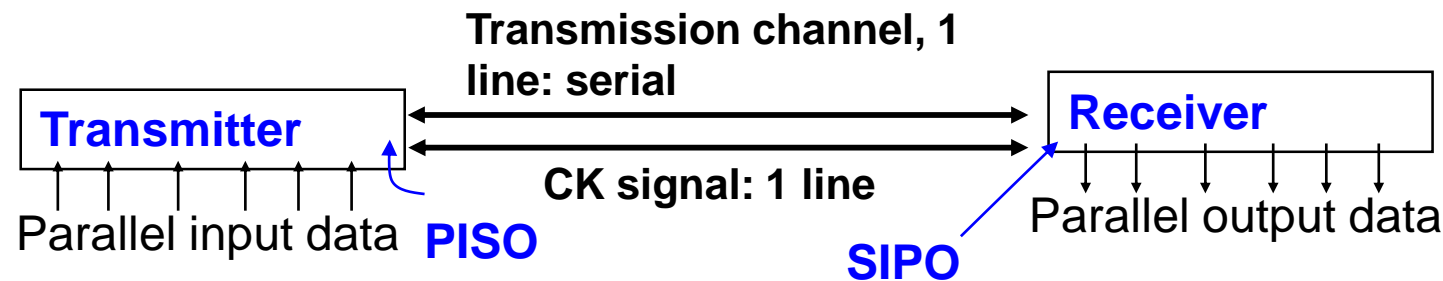 Transmission channel, 1
line: serial
Transmitter
Receiver
CK signal: 1 line
Parallel input data
PISO
SIPO
Parallel output data